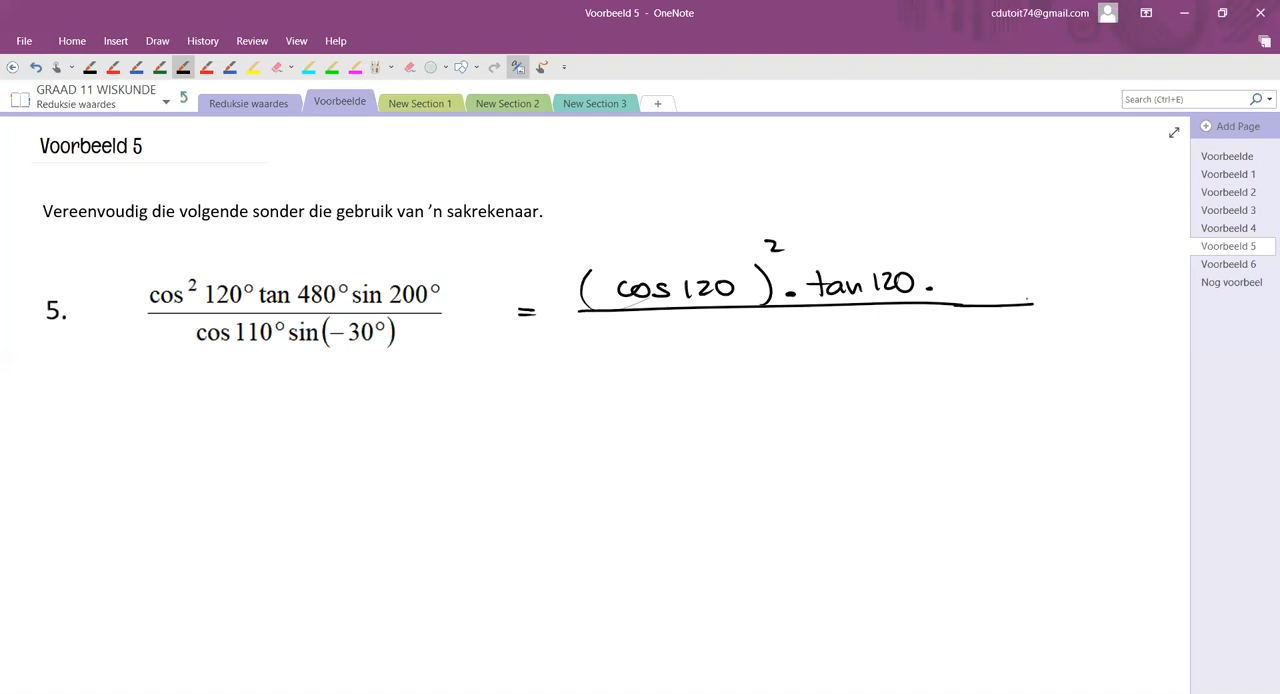 Voorbeeld 5 - OneNote
cdutoit74@gmail.com
File Home Insert Draw History Review View Help
GRAAD 11 WISKUNDE
Reduksie waardes
Reduksie waardes Voorbeelde New Section 1 New Section 2 New Section 3
Search (Ctrl+E)
Voorbeeld 5
Vereenvoudig die volgende sonder die gebruik van 'n sakrekenaar.
5. cos² 120° tan 480° sin 200°
cos 110° sin(−30°)
= (cos 120)² . tan 120 .
Add Page
Voorbeelde
Voorbeeld 1
Voorbeeld 2
Voorbeeld 3
Voorbeeld 4
Voorbeeld 5
Voorbeeld 6
Nog voorbeel